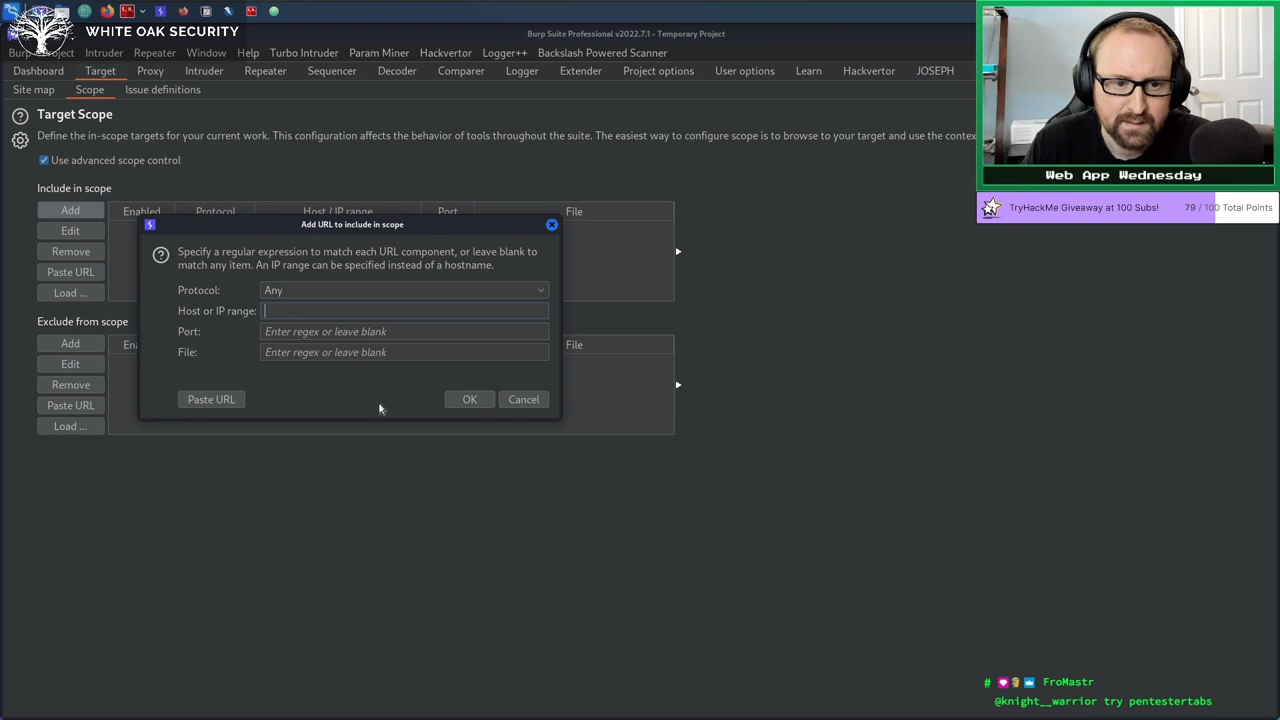 WHITE OAK SECURITY
Burp Suite Professional v2022.7.1 - Temporary Project
Burp Project Intruder Repeater Window Help Turbo Intruder Param Miner Hackvertor Logger++ Backslash Powered Scanner
Dashboard Target Proxy Intruder Repeater Sequencer Decoder Comparer Logger Extender Project options User options Learn Hackvertor JOSEPH
Site map Scope Issue definitions
Target Scope
Define the in-scope targets for your current work. This configuration affects the behavior of tools throughout the suite. The easiest way to configure scope is to browse to your target and use the contex
Use advanced scope control
Include in scope
Add Enabled Protocol Host / IP range Port File
Edit
Remove
Paste URL
Load ...
Add URL to include in scope
Specify a regular expression to match each URL component, or leave blank to
match any item. An IP range can be specified instead of a hostname.
Protocol: Any
Host or IP range:
Port: Enter regex or leave blank
File: Enter regex or leave blank
Paste URL OK Cancel
Exclude from scope
Add Ena File
Edit
Remove
Paste URL
Load ...
Web App Wednesday
TryHackMe Giveaway at 100 Subs! 79 / 100 Total Points
# FroMastr
@knight__warrior try pentestertabs